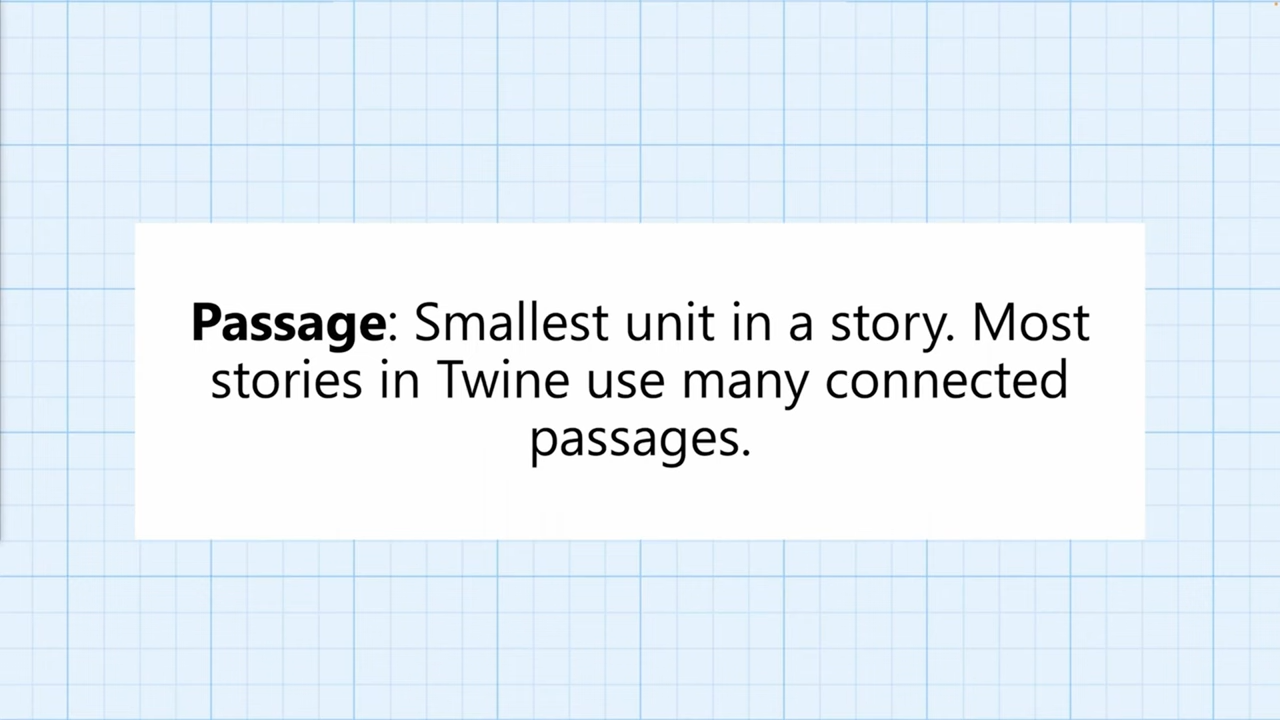 Passage: Smallest unit in a story. Most
stories in Twine use many connected
passages.